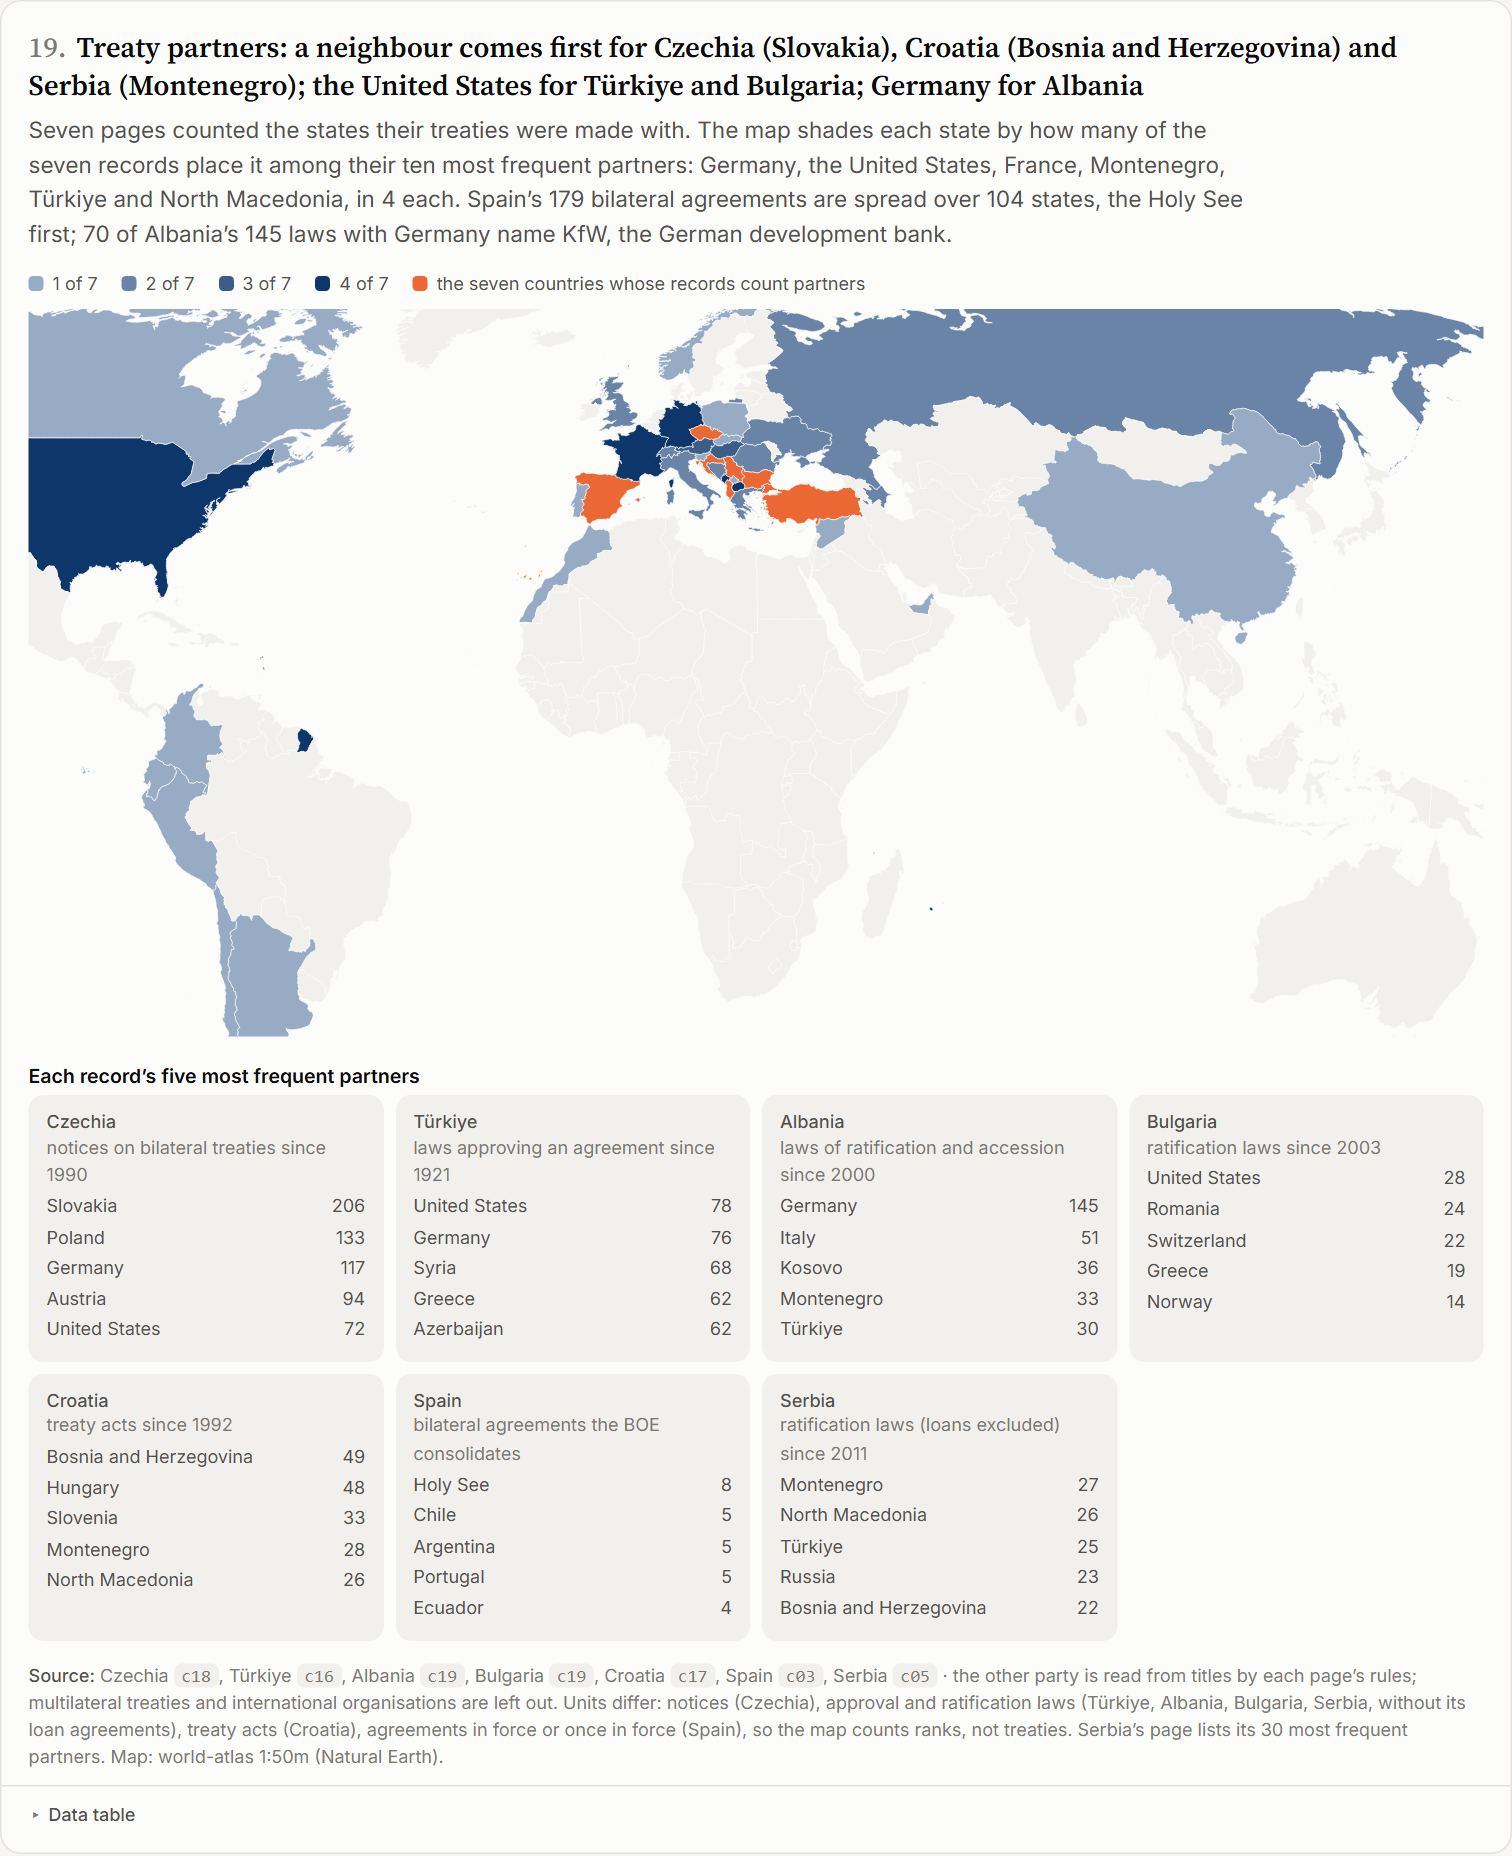 19. Treaty partners: a neighbour comes first for Czechia (Slovakia), Croatia (Bosnia and Herzegovina) and
Serbia (Montenegro); the United States for Türkiye and Bulgaria; Germany for Albania
Seven pages counted the states their treaties were made with. The map shades each state by how many of the
seven records place it among their ten most frequent partners: Germany, the United States, France, Montenegro,
Türkiye and North Macedonia, in 4 each. Spain’s 179 bilateral agreements are spread over 104 states, the Holy See
first; 70 of Albania’s 145 laws with Germany name KfW, the German development bank.
1 of 7 2 of 7 3 of 7 4 of 7 the seven countries whose records count partners
Each record’s five most frequent partners
Czechia
notices on bilateral treaties since
1990
Slovakia 206
Poland 133
Germany 117
Austria 94
United States 72
Türkiye
laws approving an agreement since
1921
United States 78
Germany 76
Syria 68
Greece 62
Azerbaijan 62
Albania
laws of ratification and accession
since 2000
Germany 145
Italy 51
Kosovo 36
Montenegro 33
Türkiye 30
Bulgaria
ratification laws since 2003
United States 28
Romania 24
Switzerland 22
Greece 19
Norway 14
Croatia
treaty acts since 1992
Bosnia and Herzegovina 49
Hungary 48
Slovenia 33
Montenegro 28
North Macedonia 26
Spain
bilateral agreements the BOE
consolidates
Holy See 8
Chile 5
Argentina 5
Portugal 5
Ecuador 4
Serbia
ratification laws (loans excluded)
since 2011
Montenegro 27
North Macedonia 26
Türkiye 25
Russia 23
Bosnia and Herzegovina 22
Source: Czechia c18, Türkiye c16, Albania c19, Bulgaria c19, Croatia c17, Spain c03, Serbia c05 · the other party is read from titles by each page’s rules;
multilateral treaties and international organisations are left out. Units differ: notices (Czechia), approval and ratification laws (Türkiye, Albania, Bulgaria, Serbia, without its
loan agreements), treaty acts (Croatia), agreements in force or once in force (Spain), so the map counts ranks, not treaties. Serbia’s page lists its 30 most frequent
partners. Map: world-atlas 1:50m (Natural Earth).
▸ Data table